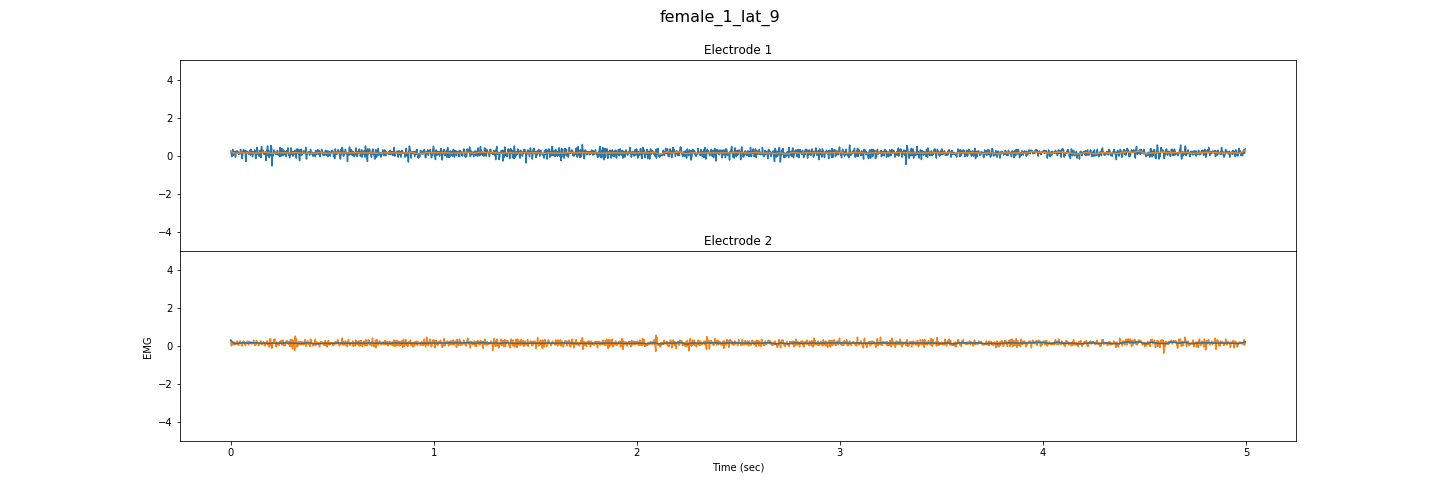 female_1_lat_9
Electrode 1
4
2
0
−2
−4
Electrode 2
4
2
0
−2
−4
EMG
0 1 2 3 4 5
Time (sec)